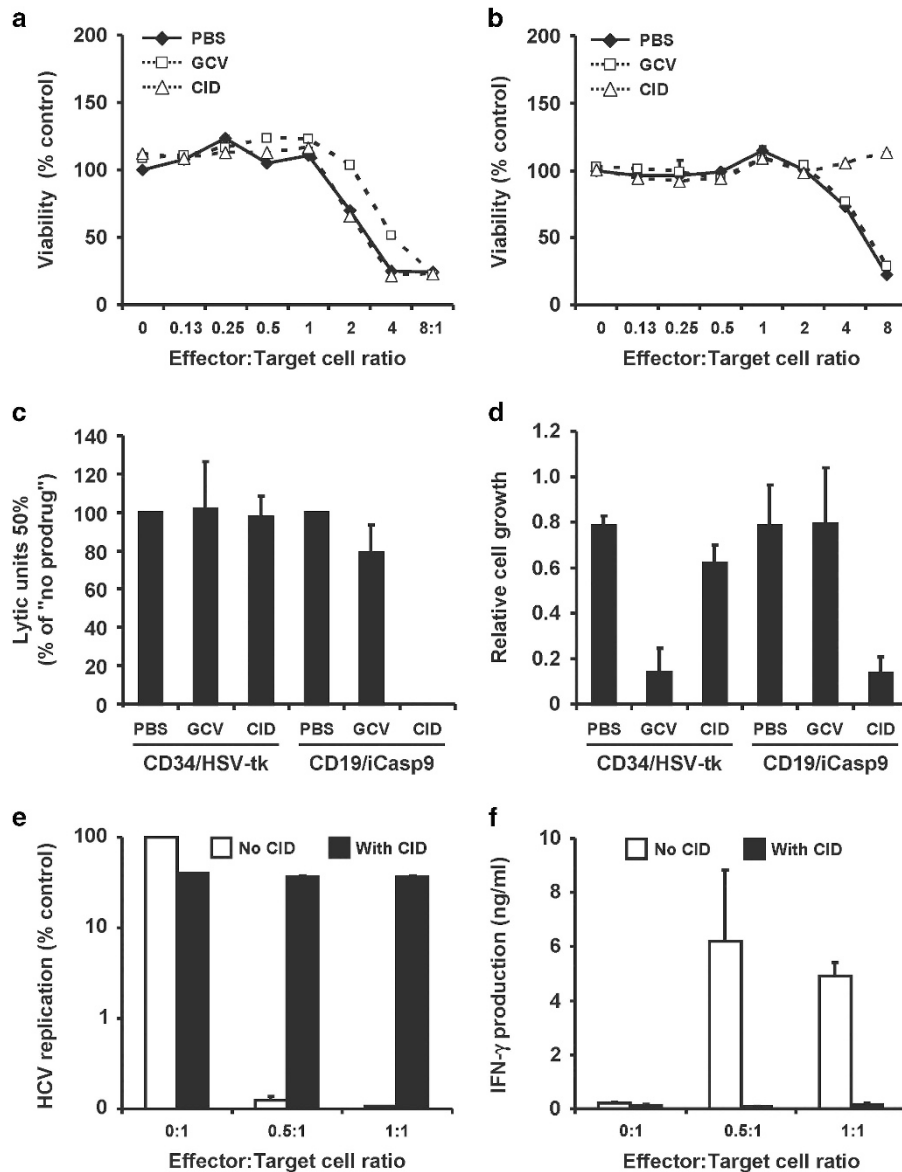 a
PBS
GCV
CID
200
150
100
50
0
Viability (% control)
0 0.13 0.25 0.5 1 2 4 8:1
Effector:Target cell ratio
b
PBS
GCV
CID
200
150
100
50
0
Viability (% control)
0 0.13 0.25 0.5 1 2 4 8
Effector:Target cell ratio
c
140
120
100
80
60
40
20
0
Lytic units 50%
(% of "no prodrug")
PBS GCV CID PBS GCV CID
CD34/HSV-tk CD19/iCasp9
d
1.2
1.0
0.8
0.6
0.4
0.2
0
Relative cell growth
PBS GCV CID PBS GCV CID
CD34/HSV-tk CD19/iCasp9
e
No CID With CID
100
10
1
0
HCV replication (% control)
0:1 0.5:1 1:1
Effector:Target cell ratio
f
No CID With CID
10
8
6
4
2
0
IFN-γ production (ng/ml)
0:1 0.5:1 1:1
Effector:Target cell ratio